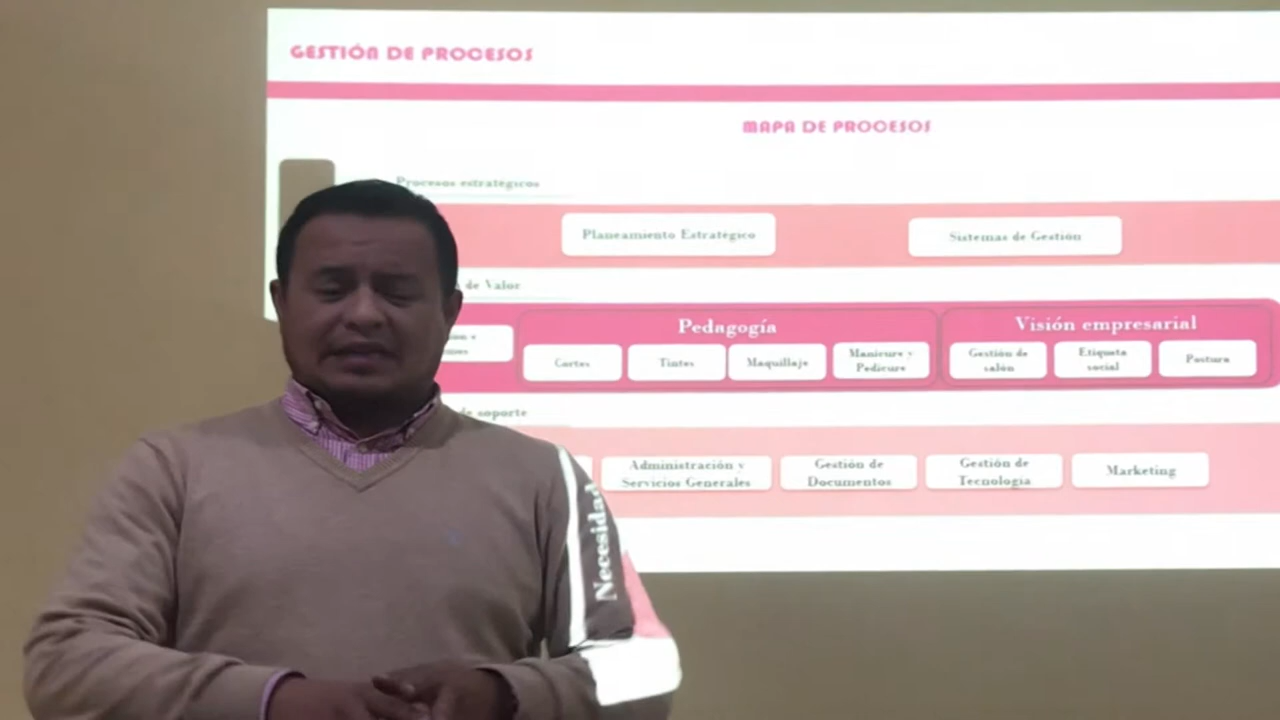 GESTIÓN DE PROCESOS
MAPA DE PROCESOS
Procesos estratégicos
Planeamiento Estratégico
Sistemas de Gestión
de Valor
Pedagogía
Visión empresarial
Cortes
Tintes
Maquillaje
Manicure y
Pedicure
Gestión de
salón
Etiqueta
social
Postura
de soporte
Administración y
Servicios Generales
Gestión de
Documentos
Gestión de
Tecnología
Marketing
Necesidad